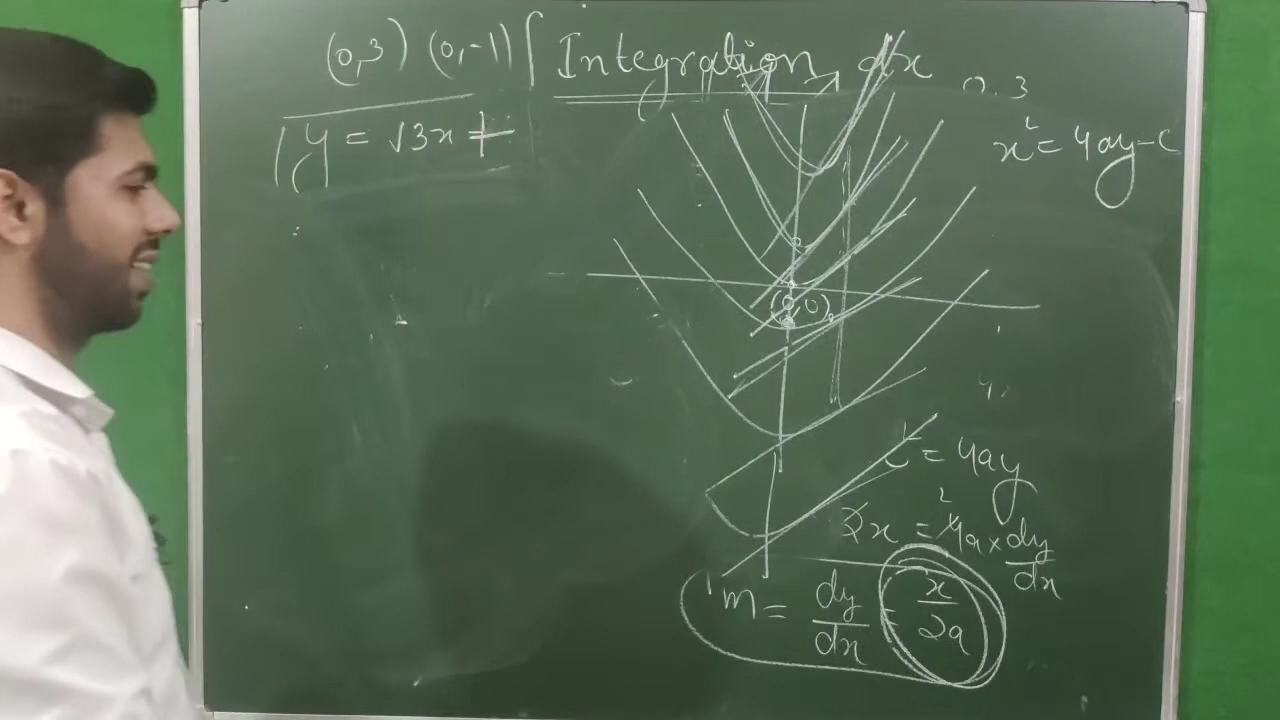 (0,3) (0,-1) ∫ Integration dx
0.3
y = √3x +
x² = 4ay-c
(0,0)
= 4ay
2x = 4a × dy/dx
m = dy/dx = x/2a